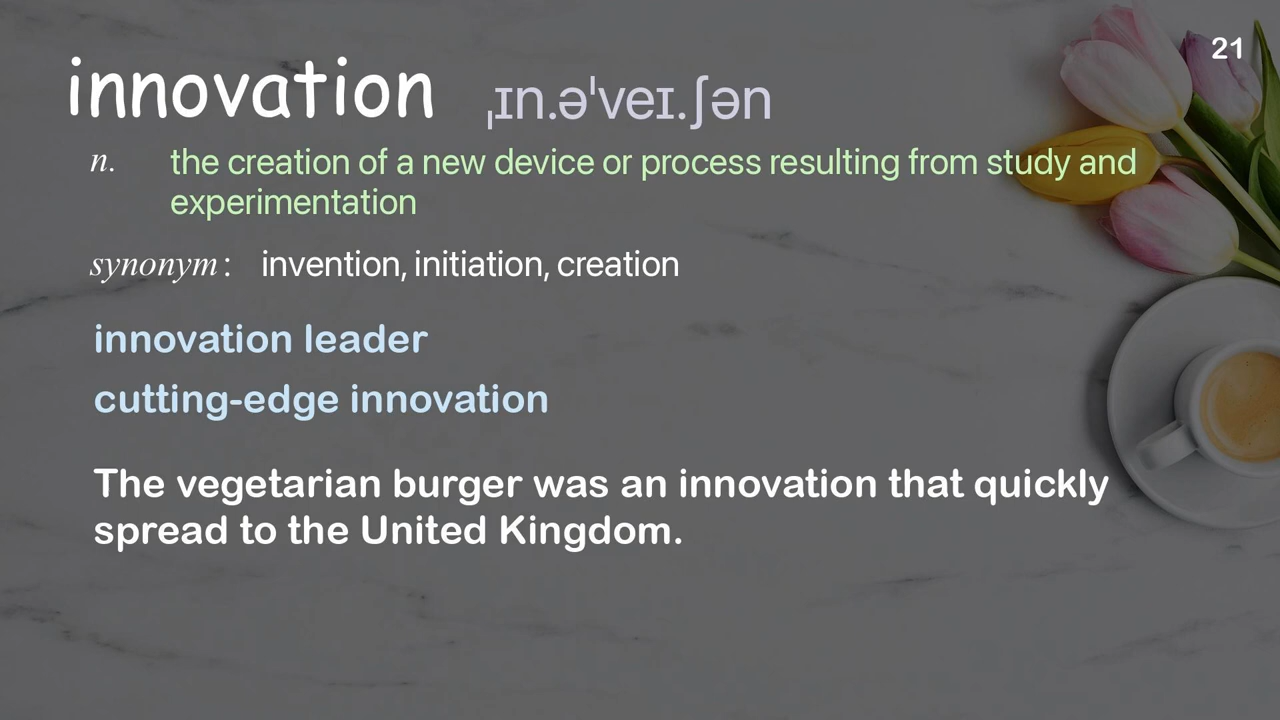 21
innovation ˌɪn.əˈveɪ.ʃən
n. the creation of a new device or process resulting from study and
experimentation
synonym : invention, initiation, creation
innovation leader
cutting-edge innovation
The vegetarian burger was an innovation that quickly
spread to the United Kingdom.